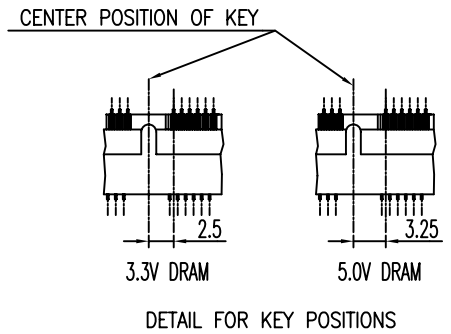 CENTER POSITION OF KEY
2.5
3.25
3.3V DRAM
5.0V DRAM
DETAIL FOR KEY POSITIONS